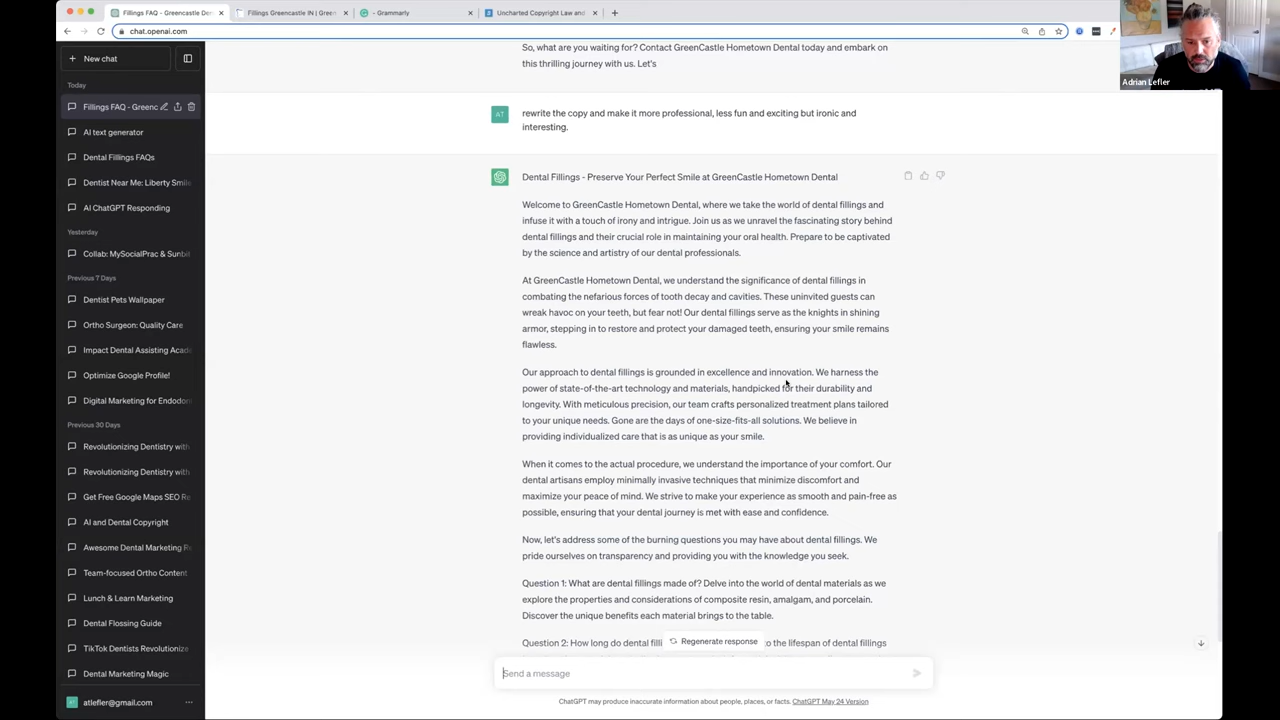 Fillings FAQ - Greencastle De
Fillings Greencastle IN | Green
- Grammarly
Uncharted Copyright Law and
chat.openai.com
Adrian Lefler
New chat
Today
Fillings FAQ - Greenc
AI text generator
Dental Fillings FAQs
Dentist Near Me: Liberty Smile
AI ChatGPT Responding
Yesterday
Collab: MySocialPrac & Sunbit
Previous 7 Days
Dentist Pets Wallpaper
Ortho Surgeon: Quality Care
Impact Dental Assisting Acade
Optimize Google Profile!
Digital Marketing for Endodon
Previous 30 Days
Revolutionizing Dentistry with
Revolutionizing Dentistry with
Get Free Google Maps SEO Re
AI and Dental Copyright
Awesome Dental Marketing R
Team-focused Ortho Content
Lunch & Learn Marketing
Dental Flossing Guide
TikTok Dentists Revolutionize
Dental Marketing Magic
atlefler@gmail.com
So, what are you waiting for? Contact GreenCastle Hometown Dental today and embark on
this thrilling journey with us. Let's
AT
rewrite the copy and make it more professional, less fun and exciting but ironic and
interesting.
Dental Fillings - Preserve Your Perfect Smile at GreenCastle Hometown Dental
Welcome to GreenCastle Hometown Dental, where we take the world of dental fillings and
infuse it with a touch of irony and intrigue. Join us as we unravel the fascinating story behind
dental fillings and their crucial role in maintaining your oral health. Prepare to be captivated
by the science and artistry of our dental professionals.
At GreenCastle Hometown Dental, we understand the significance of dental fillings in
combating the nefarious forces of tooth decay and cavities. These uninvited guests can
wreak havoc on your teeth, but fear not! Our dental fillings serve as the knights in shining
armor, stepping in to restore and protect your damaged teeth, ensuring your smile remains
flawless.
Our approach to dental fillings is grounded in excellence and innovation. We harness the
power of state-of-the-art technology and materials, handpicked for their durability and
longevity. With meticulous precision, our team crafts personalized treatment plans tailored
to your unique needs. Gone are the days of one-size-fits-all solutions. We believe in
providing individualized care that is as unique as your smile.
When it comes to the actual procedure, we understand the importance of your comfort. Our
dental artisans employ minimally invasive techniques that minimize discomfort and
maximize your peace of mind. We strive to make your experience as smooth and pain-free as
possible, ensuring that your dental journey is met with ease and confidence.
Now, let's address some of the burning questions you may have about dental fillings. We
pride ourselves on transparency and providing you with the knowledge you seek.
Question 1: What are dental fillings made of? Delve into the world of dental materials as we
explore the properties and considerations of composite resin, amalgam, and porcelain.
Discover the unique benefits each material brings to the table.
Question 2: How long do dental filli
Regenerate response
to the lifespan of dental fillings
Send a message
ChatGPT may produce inaccurate information about people, places, or facts. ChatGPT May 24 Version